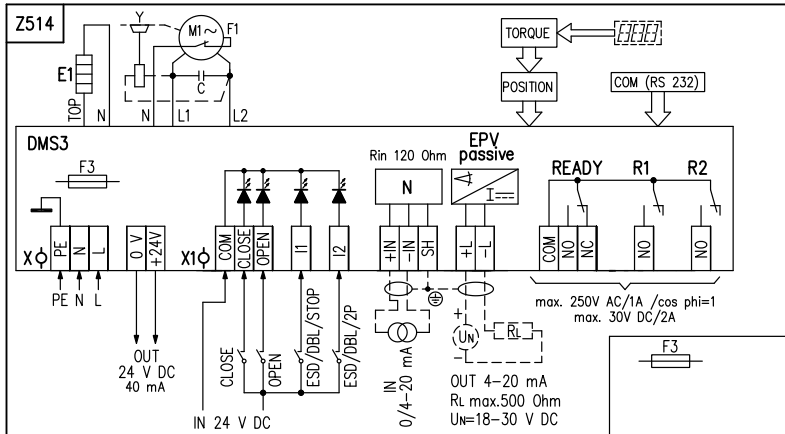 Z514
Y
M1~
F1
E1
C
TOP
N
N
L1
L2
TORQUE
POSITION
COM (RS 232)
DMS3
F3
Rin 120 Ohm
N
EPV
passive
I
READY
R1
R2
X
PE
N
L
0 V
+24V
X1
COM
CLOSE
OPEN
I1
I2
+IN
-IN
SH
+L
-L
COM
NO
NC
NO
NO
PE N L
OUT
24 V DC
40 mA
CLOSE
OPEN
ESD/DBL/STOP
ESD/DBL/2P
IN 24 V DC
IN
0/4-20 mA
+
UN
-
RL
OUT 4-20 mA
RL max.500 Ohm
UN=18-30 V DC
max. 250V AC/1A /cos phi=1
max. 30V DC/2A
F3